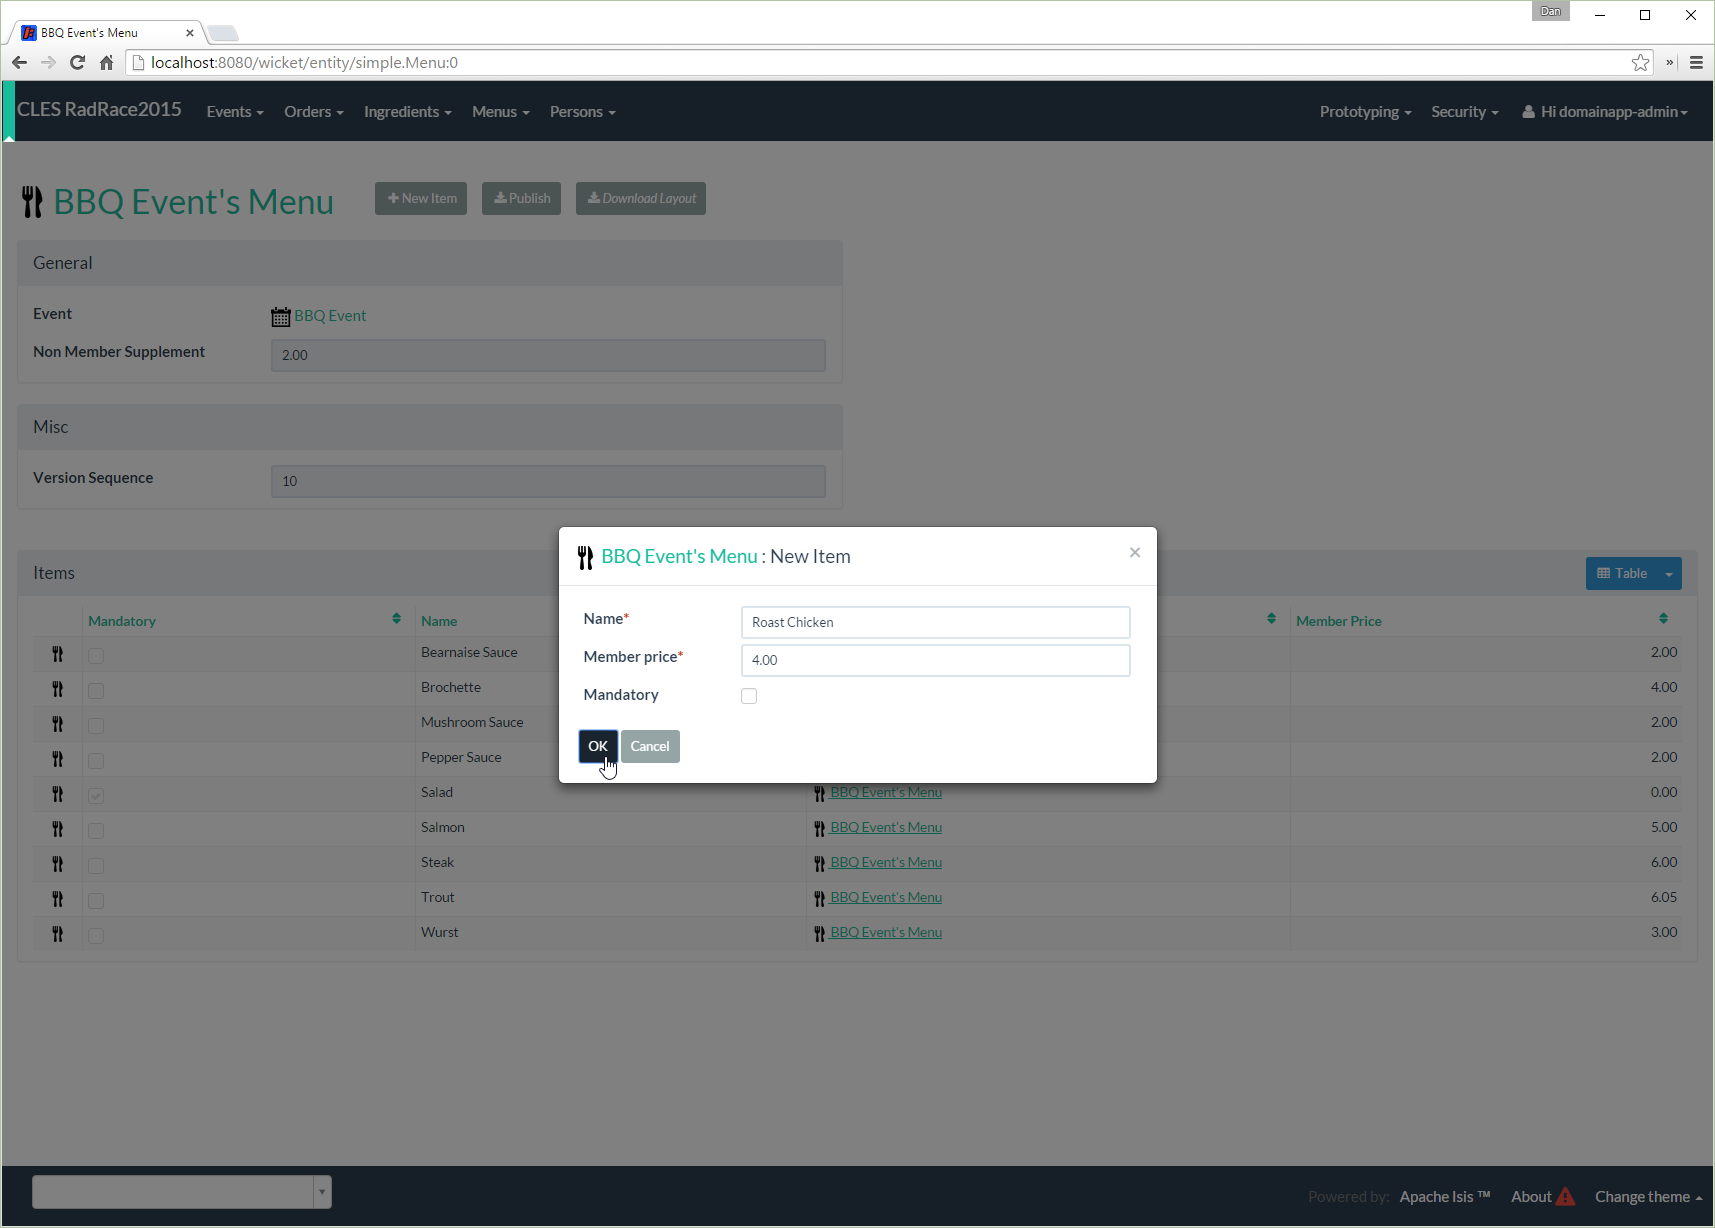 Dan
BBQ Event's Menu
localhost:8080/wicket/entity/simple.Menu:0
CLES RadRace2015 Events Orders Ingredients Menus Persons Prototyping Security Hi domainapp-admin
BBQ Event's Menu New Item Publish Download Layout
General
Event BBQ Event
Non Member Supplement 2.00
Misc
Version Sequence 10
Items Table
BBQ Event's Menu : New Item
Name* Roast Chicken
Member price* 4.00
Mandatory
OK Cancel
Mandatory Name Member Price
Bearnaise Sauce 2.00
Brochette 4.00
Mushroom Sauce 2.00
Pepper Sauce 2.00
Salad BBQ Event's Menu 0.00
Salmon BBQ Event's Menu 5.00
Steak BBQ Event's Menu 6.00
Trout BBQ Event's Menu 6.05
Wurst BBQ Event's Menu 3.00
Powered by: Apache Isis ™ About Change theme